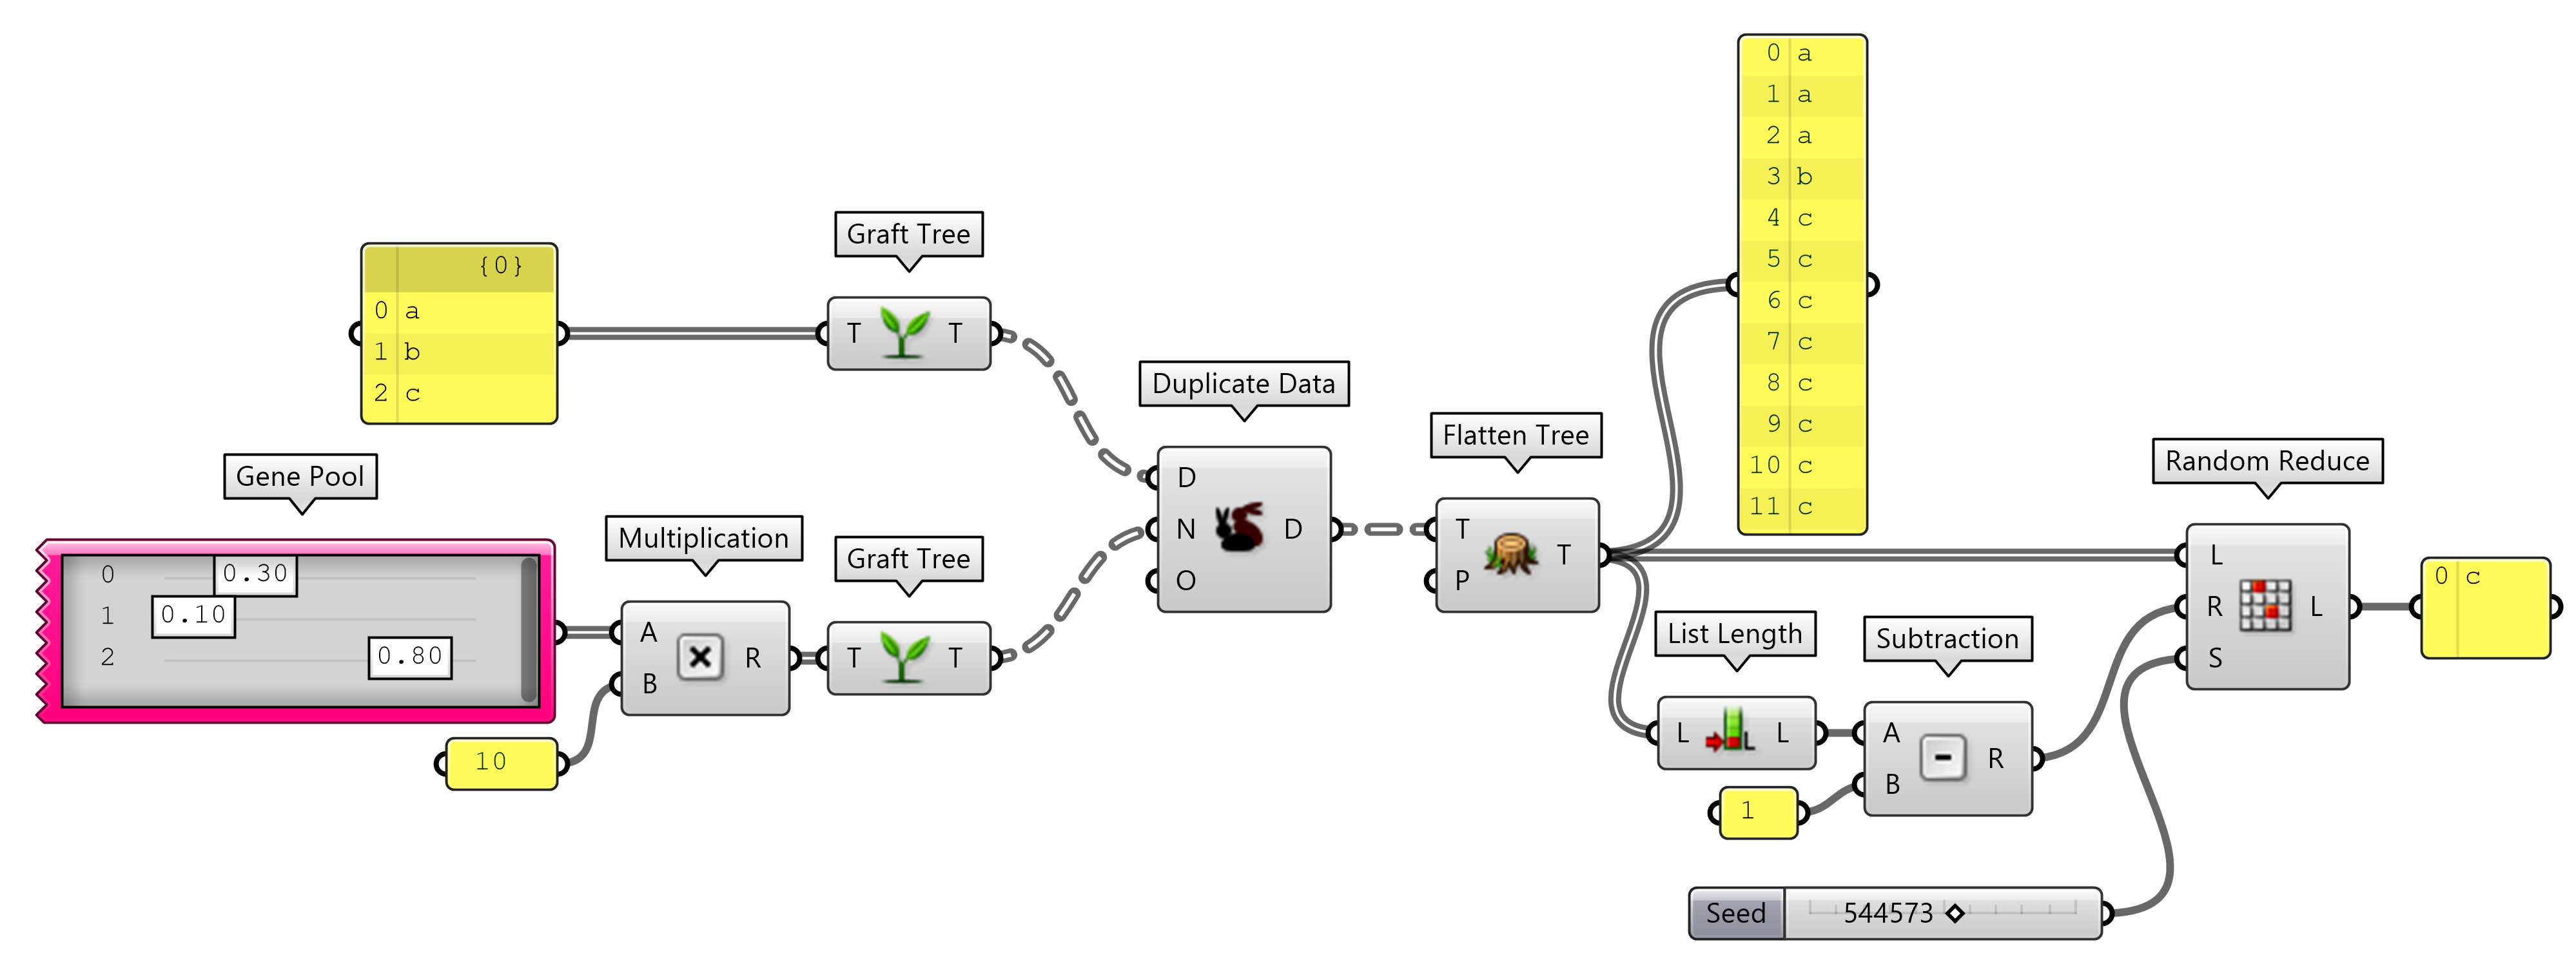 0 a
1 a
2 a
3 b
4 c
5 c
6 c
7 c
8 c
9 c
10 c
11 c
Graft Tree
{0}
0 a
1 b
2 c
T T
Duplicate Data
D
N D
O
Flatten Tree
T
T
P
Random Reduce
L
R L
S
0 c
Gene Pool
0 0.30
1 0.10
2 0.80
Multiplication
A
R
B
10
Graft Tree
T T
List Length
L L
Subtraction
A
R
B
1
Seed 544573